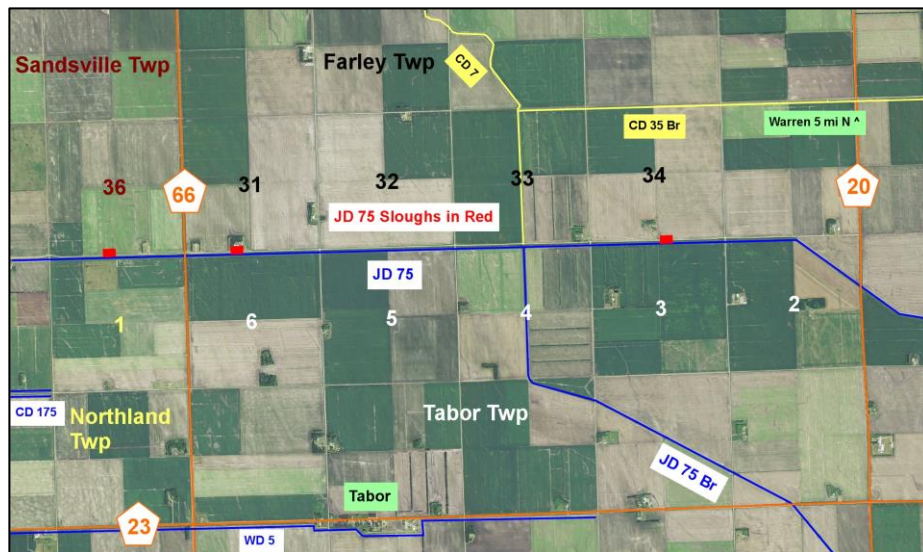 Sandsville Twp
Farley Twp
CD 7
CD 35 Br
Warren 5 mi N ^
36
66
31
32
33
34
20
JD 75 Sloughs in Red
JD 75
1
6
5
4
3
2
CD 175
Northland
Twp
Tabor Twp
JD 75 Br
Tabor
23
WD 5